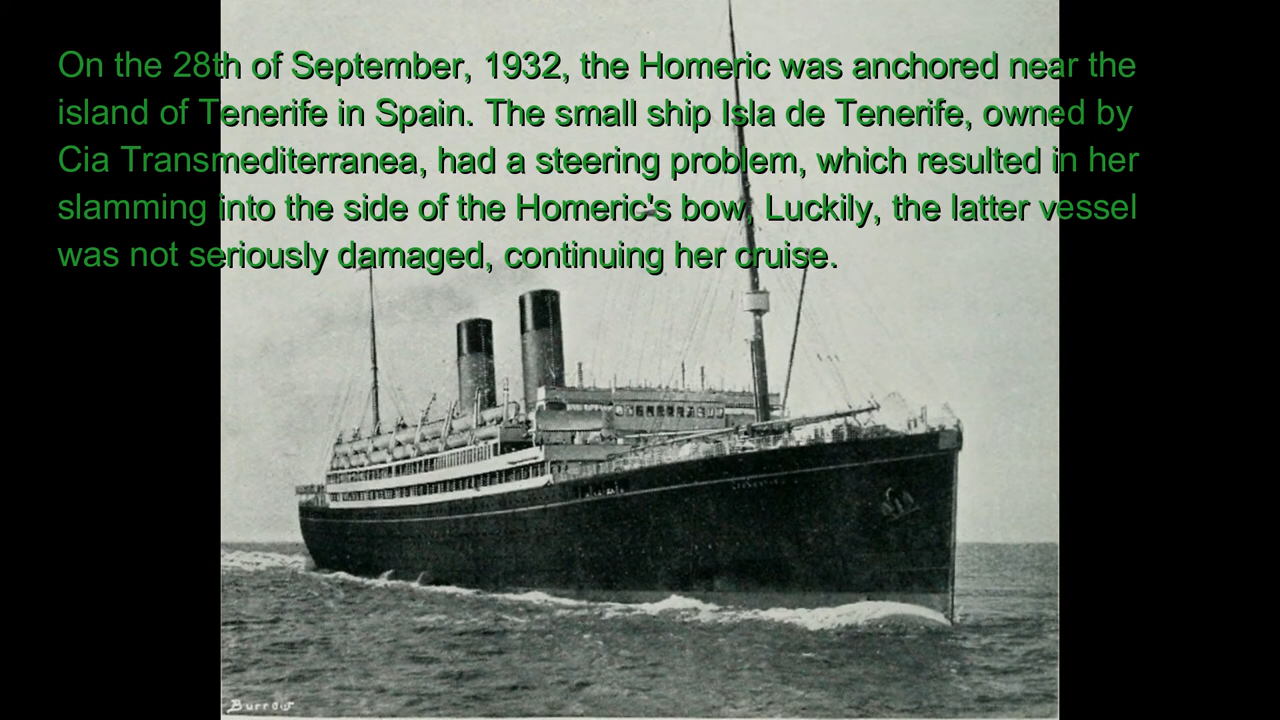 On the 28th of September, 1932, the Homeric was anchored near the
island of Tenerife in Spain. The small ship Isla de Tenerife, owned by
Cia Transmediterranea, had a steering problem, which resulted in her
slamming into the side of the Homeric's bow, Luckily, the latter vessel
was not seriously damaged, continuing her cruise.
Burrow